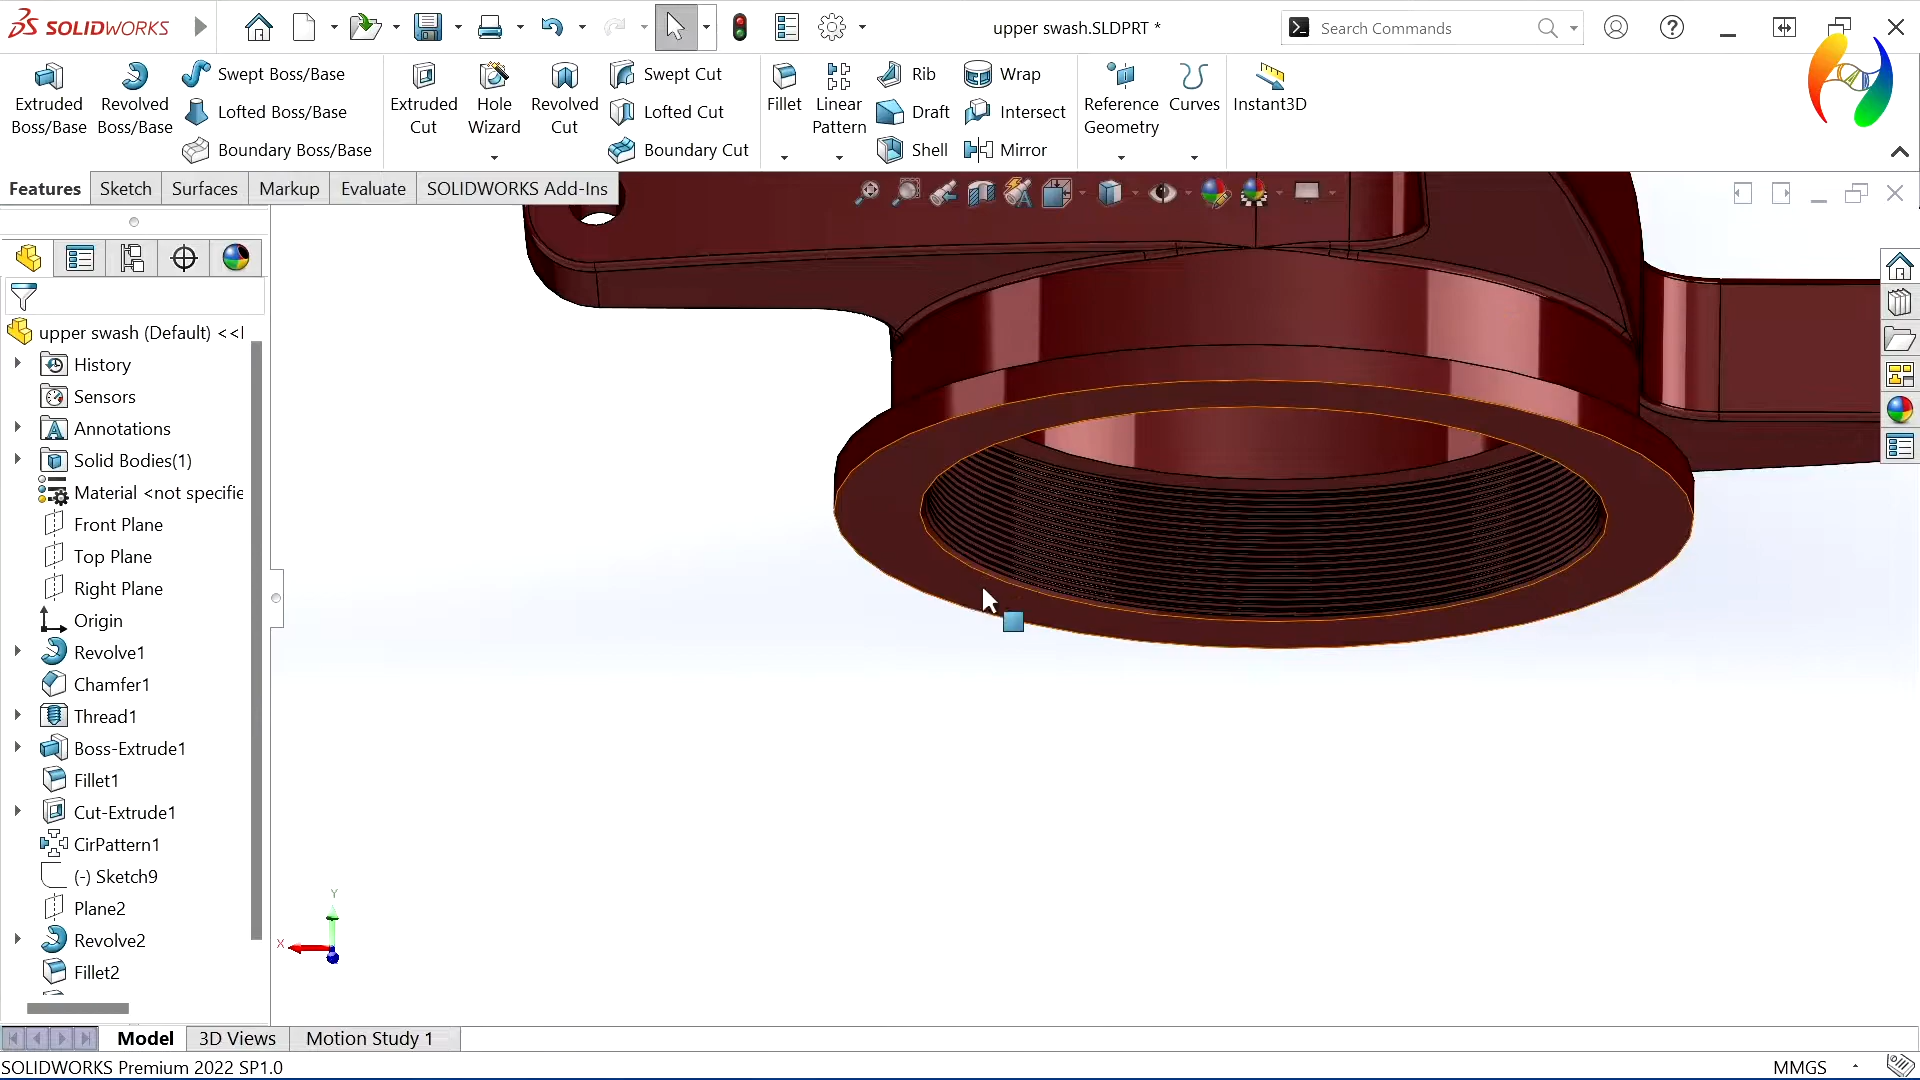 SOLIDWORKS
upper swash.SLDPRT *
Search Commands
Extruded Boss/Base
Revolved Boss/Base
Swept Boss/Base
Lofted Boss/Base
Boundary Boss/Base
Extruded Cut
Hole Wizard
Revolved Cut
Swept Cut
Lofted Cut
Boundary Cut
Fillet
Linear Pattern
Rib
Draft
Shell
Wrap
Intersect
Mirror
Reference Geometry
Curves
Instant3D
Features
Sketch
Surfaces
Markup
Evaluate
SOLIDWORKS Add-Ins
upper swash (Default) <<
History
Sensors
Annotations
Solid Bodies(1)
Material <not specifie
Front Plane
Top Plane
Right Plane
Origin
Revolve1
Chamfer1
Thread1
Boss-Extrude1
Fillet1
Cut-Extrude1
CirPattern1
(-) Sketch9
Plane2
Revolve2
Fillet2
Y
X
Model
3D Views
Motion Study 1
SOLIDWORKS Premium 2022 SP1.0
MMGS